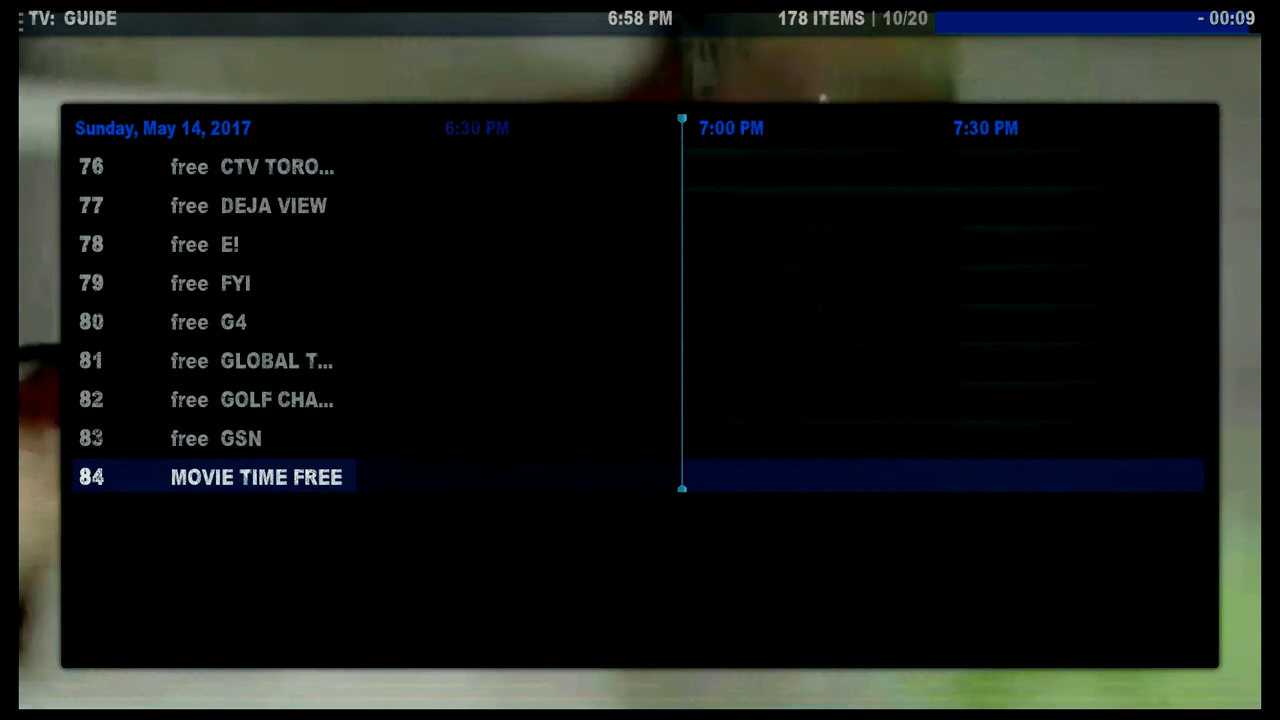 TV: GUIDE 6:58 PM 178 ITEMS | 10/20 - 00:09
Sunday, May 14, 2017 6:30 PM 7:00 PM 7:30 PM
76 free CTV TORO...
77 free DEJA VIEW
78 free E!
79 free FYI
80 free G4
81 free GLOBAL T...
82 free GOLF CHA...
83 free GSN
84 MOVIE TIME FREE